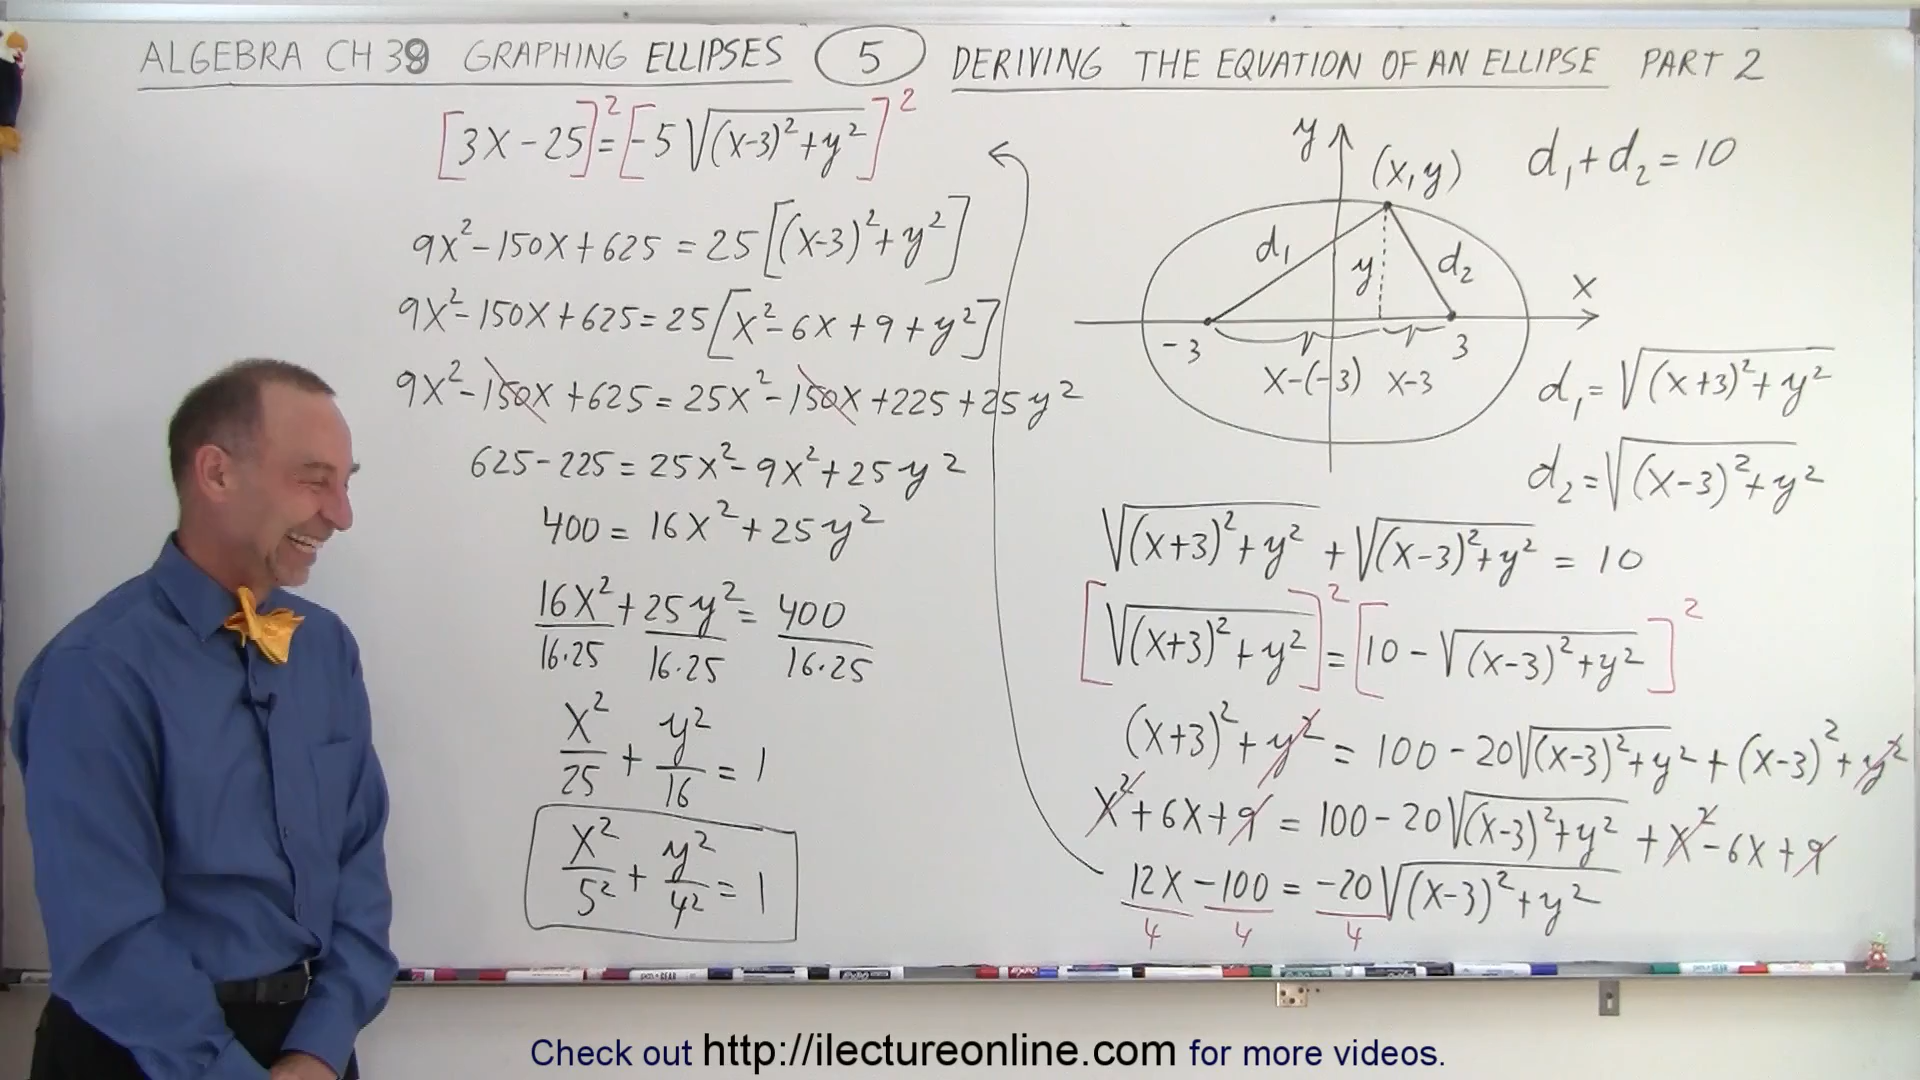 ALGEBRA CH 38 GRAPHING ELLIPSES 5 DERIVING THE EQUATION OF AN ELLIPSE PART 2
[3X - 25]² = [-5√((x-3)² + y²)]²
9x² - 150x + 625 = 25[(x-3)² + y²]
9x² - 150x + 625 = 25[x² - 6x + 9 + y²]
9x² - 150x + 625 = 25x² - 150x + 225 + 25y²
625 - 225 = 25x² - 9x² + 25y²
400 = 16x² + 25y²
16x²/16·25 + 25y²/16·25 = 400/16·25
x²/25 + y²/16 = 1
x²/5² + y²/4² = 1
y
(x, y)
d₁ + d₂ = 10
d₁
y
d₂
x
-3
3
x-(-3)
x-3
d₁ = √((x+3)² + y²)
d₂ = √((x-3)² + y²)
√((x+3)² + y²) + √((x-3)² + y²) = 10
[√((x+3)² + y²)]² = [10 - √((x-3)² + y²)]²
(x+3)² + y² = 100 - 20√((x-3)² + y²) + (x-3)² + y²
x² + 6x + 9 = 100 - 20√((x-3)² + y²) + x² - 6x + 9
12x/4 - 100/4 = -20/4 √((x-3)² + y²)
Check out http://ilectureonline.com for more videos.